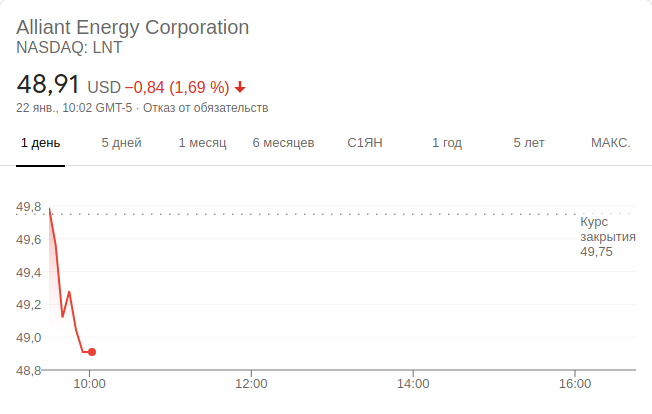 Alliant Energy Corporation
NASDAQ: LNT
48,91 USD −0,84 (1,69 %)
22 янв., 10:02 GMT-5 · Отказ от обязательств
1 день 5 дней 1 месяц 6 месяцев С1ЯН 1 год 5 лет МАКС.
49,8
Курс
закрытия
49,6
49,75
49,4
49,2
49,0
48,8
10:00 12:00 14:00 16:00